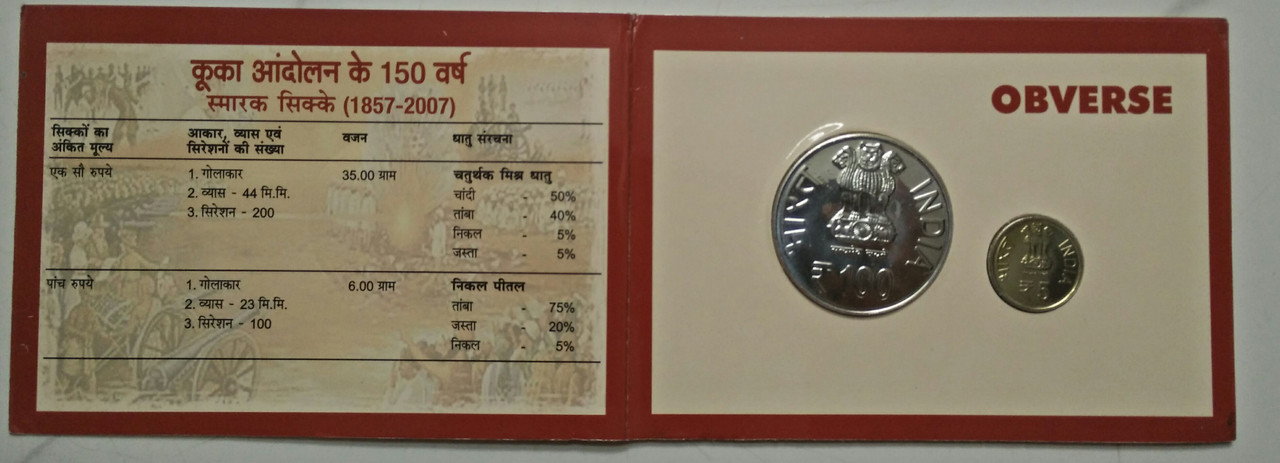 कूका आंदोलन के 150 वर्ष
स्मारक सिक्के (1857-2007)
सिक्कों का अंकित मूल्य आकार, व्यास एवं सिरेशनों की संख्या वजन धातु संरचना
एक सौ रुपये 1. गोलाकार 35.00 ग्राम चतुर्थक मिश्र धातु
2. व्यास - 44 मि.मि. चांदी - 50%
3. सिरेशन - 200 तांबा - 40%
निकल - 5%
जस्ता - 5%
पांच रुपये 1. गोलाकार 6.00 ग्राम निकल पीतल
2. व्यास - 23 मि.मि. तांबा - 75%
3. सिरेशन - 100 जस्ता - 20%
निकल - 5%
OBVERSE
भारत INDIA
सत्यमेव जयते
₹ 100
भारत INDIA
₹ 5